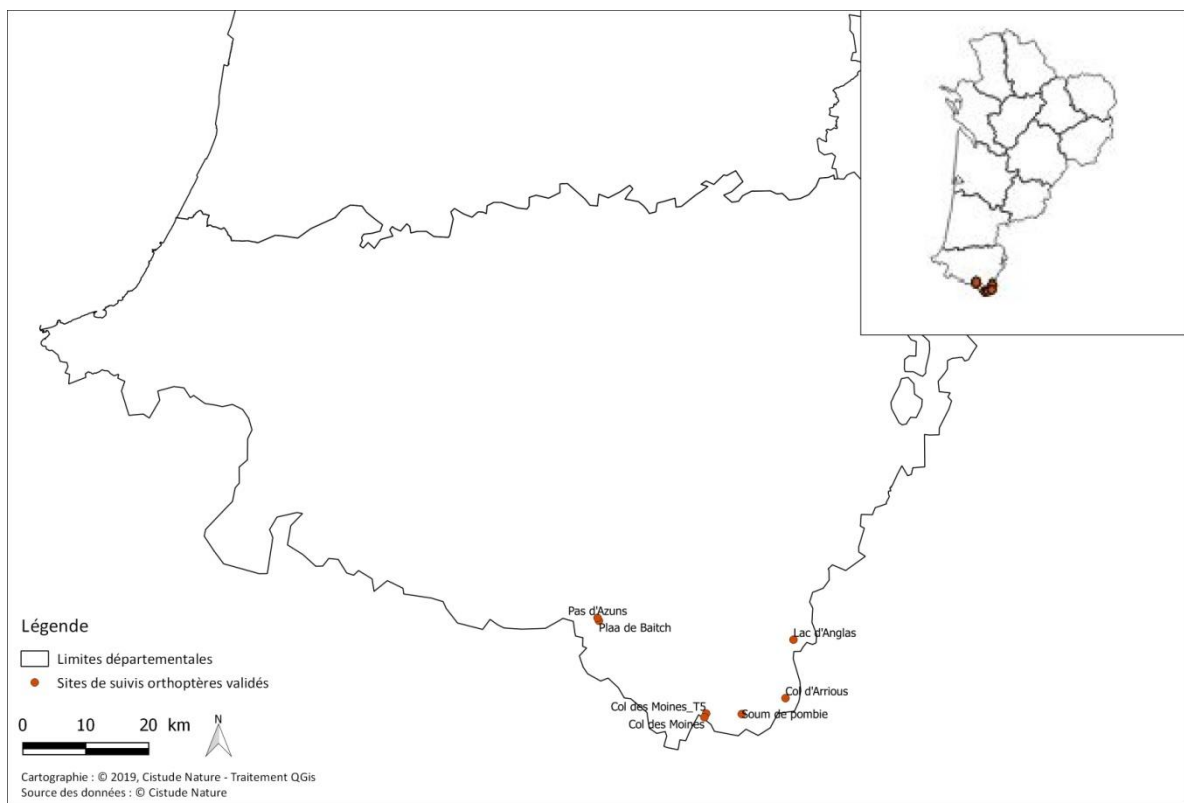 Pas d'Azuns
Plaa de Baitch
Lac d'Anglas
Col d'Arrious
Col des Moines_T5
Soum de pombie
Col des Moines
Légende
Limites départementales
Sites de suivis orthoptères validés
0 10 20 km
N
Cartographie : © 2019, Cistude Nature - Traitement QGis
Source des données : © Cistude Nature